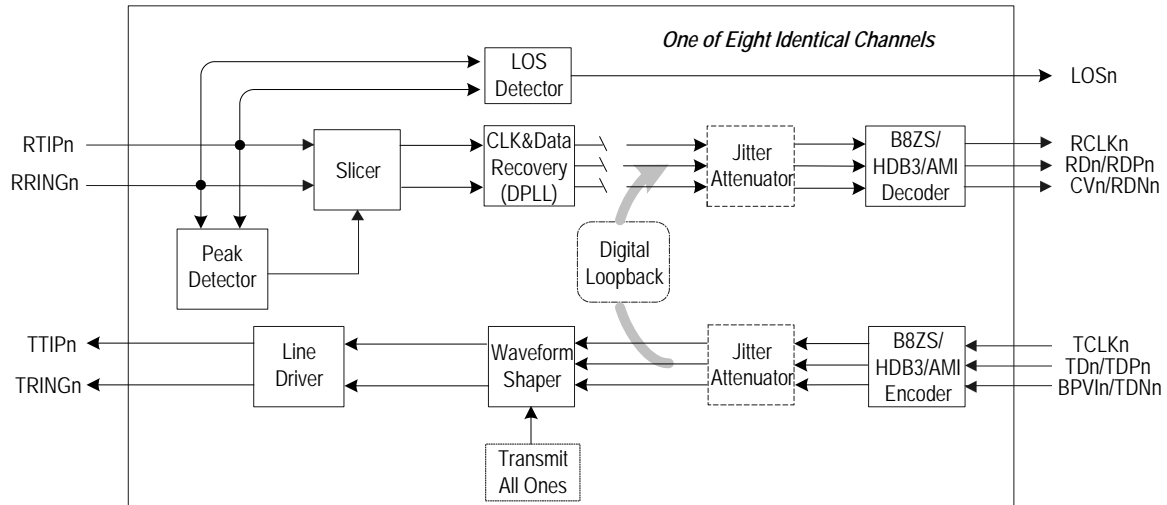 One of Eight Identical Channels
LOS
Detector
LOSn
RTIPn
RRINGn
Slicer
CLK&Data
Recovery
(DPLL)
Jitter
Attenuator
B8ZS/
HDB3/AMI
Decoder
RCLKn
RDn/RDPn
CVn/RDNn
Peak
Detector
Digital
Loopback
TTIPn
TRINGn
Line
Driver
Waveform
Shaper
Jitter
Attenuator
B8ZS/
HDB3/AMI
Encoder
TCLKn
TDn/TDPn
BPVIn/TDNn
Transmit
All Ones